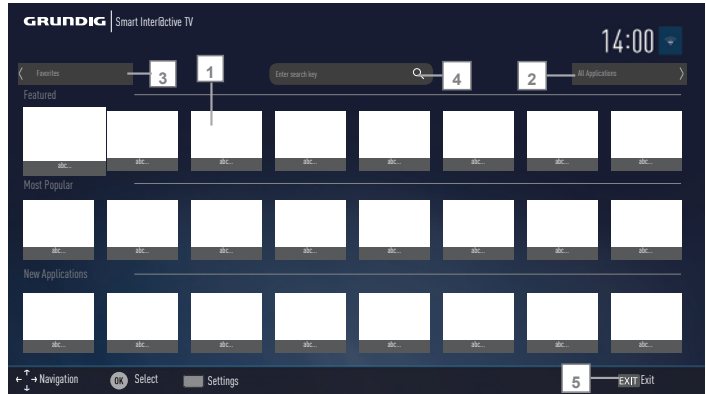 GRUNDIG Smart Inter@ctive TV
14:00
Favorites
3
1
Enter search key
4
2
All Applications
Featured
abc... abc... abc... abc... abc... abc... abc... abc...
Most Popular
abc... abc... abc... abc... abc... abc... abc... abc...
New Applications
abc... abc... abc... abc... abc... abc... abc... abc...
Navigation OK Select Settings 5 EXIT Exit